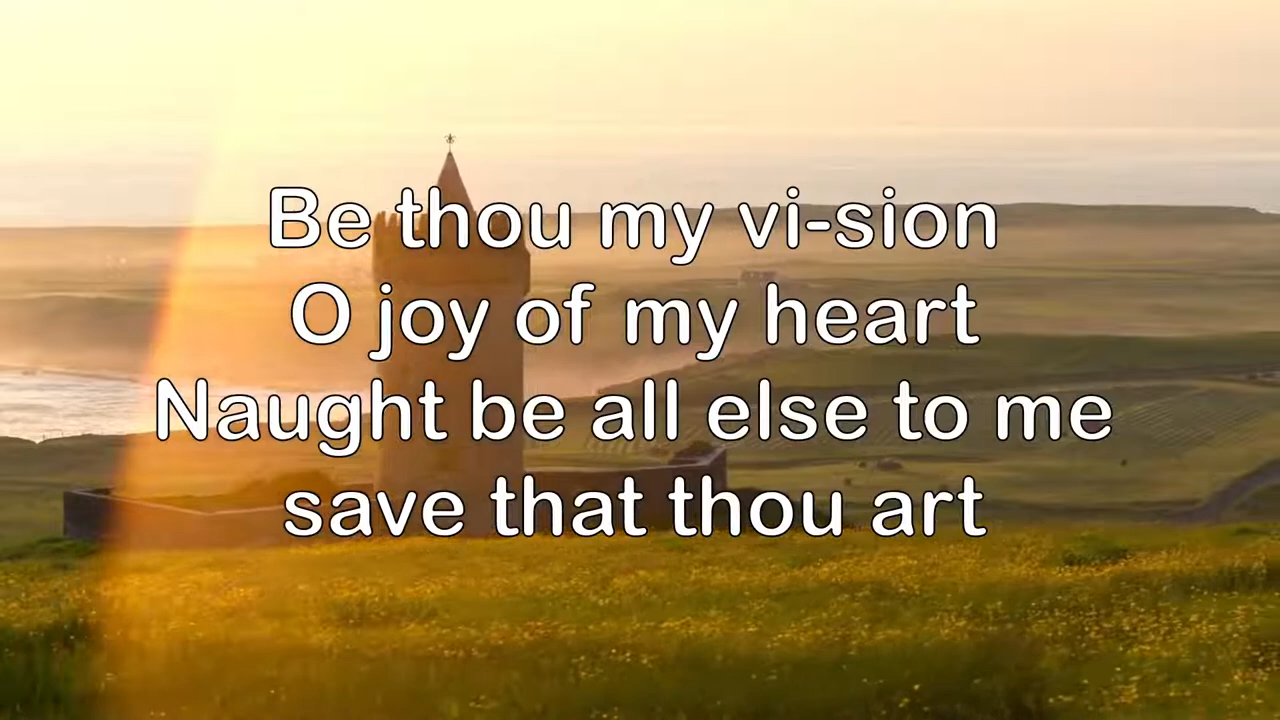 Be thou my vi-sion
O joy of my heart
Naught be all else to me
save that thou art